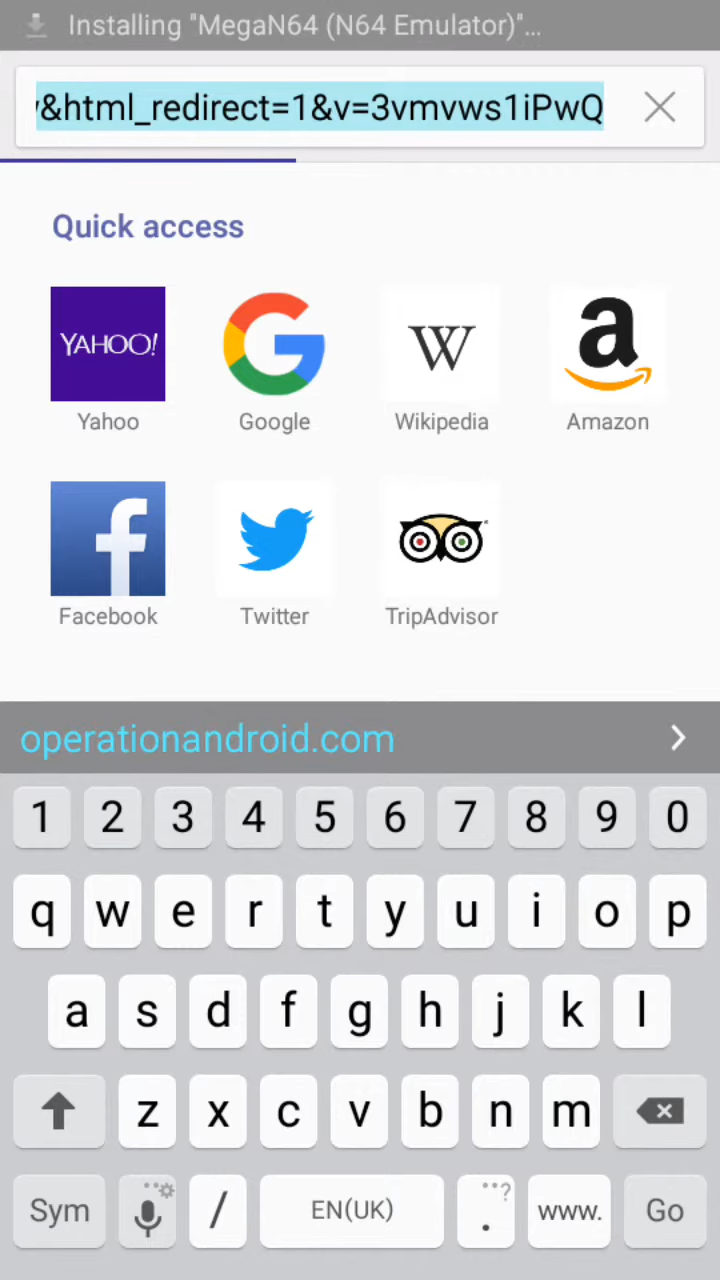 Installing "MegaN64 (N64 Emulator)"...
&html_redirect=1&v=3vmvws1iPwQ
Quick access
YAHOO!
W
a
Yahoo
Google
Wikipedia
Amazon
f
Facebook
Twitter
TripAdvisor
operationandroid.com
1 2 3 4 5 6 7 8 9 0
q w e r t y u i o p
a s d f g h j k l
z x c v b n m
Sym / EN(UK) . ? www. Go